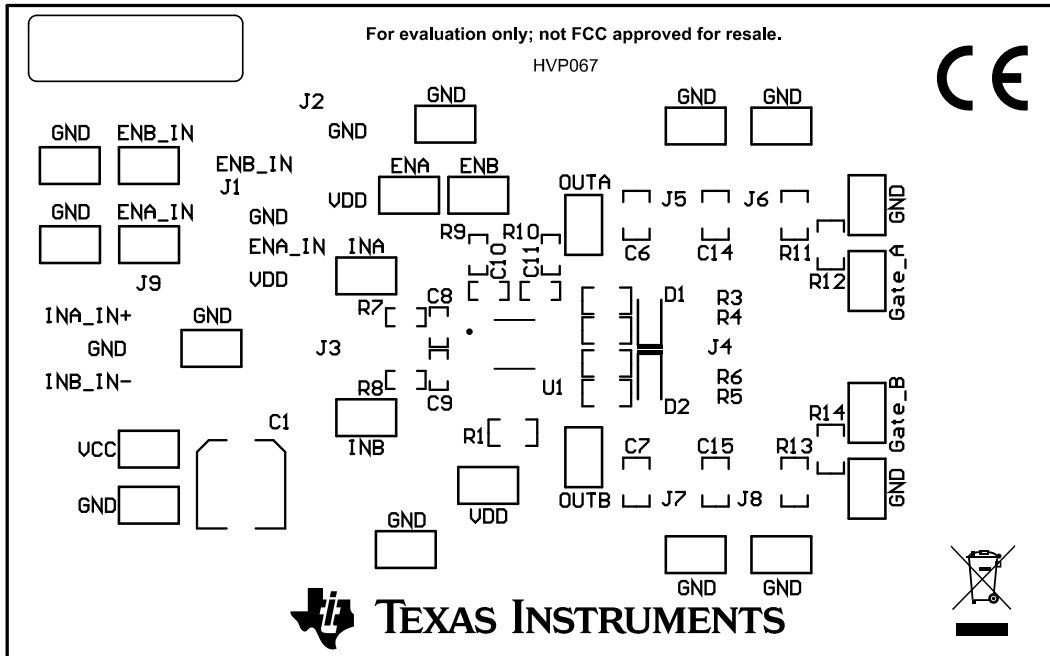 For evaluation only; not FCC approved for resale.
HVP067
CE
J2
GND
GND
GND
GND
GND
ENB_IN
ENB_IN
J1
ENA
ENB
OUTA
J5
J6
GND
VDD
GND
ENA_IN
GND
R9
R10
C10
C11
C6
C14
R11
R12
Gate_A
J9
ENA_IN
VDD
INA
INA_IN+
GND
INB_IN-
GND
R7
C8
J3
R8
C9
D1
R3
R4
J4
R6
R5
D2
U1
C1
VCC
GND
INB
R1
VDD
GND
OUTB
C7
C15
R13
R14
Gate_B
GND
J7
J8
GND
GND
TEXAS INSTRUMENTS